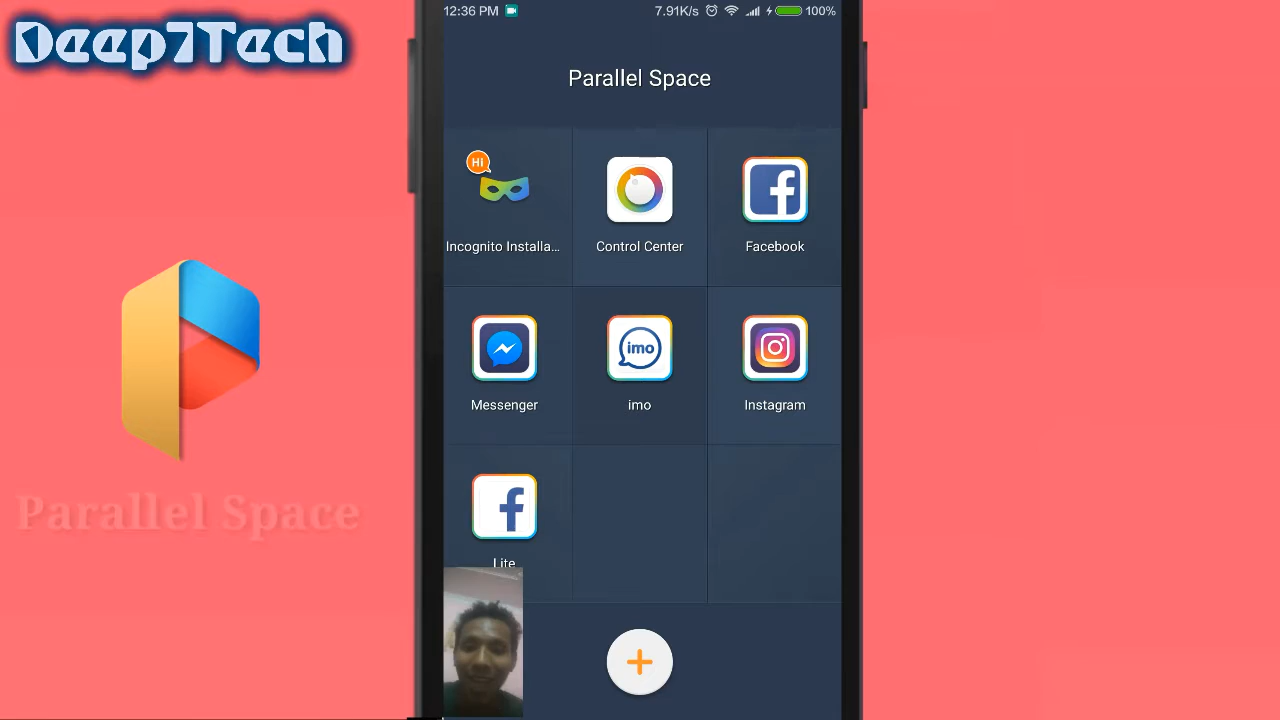 Deep7Tech
12:36 PM
7.91K/s
100%
Parallel Space
HI
Incognito Installa...
Control Center
Facebook
Messenger
imo
imo
Instagram
Lite
Parallel Space